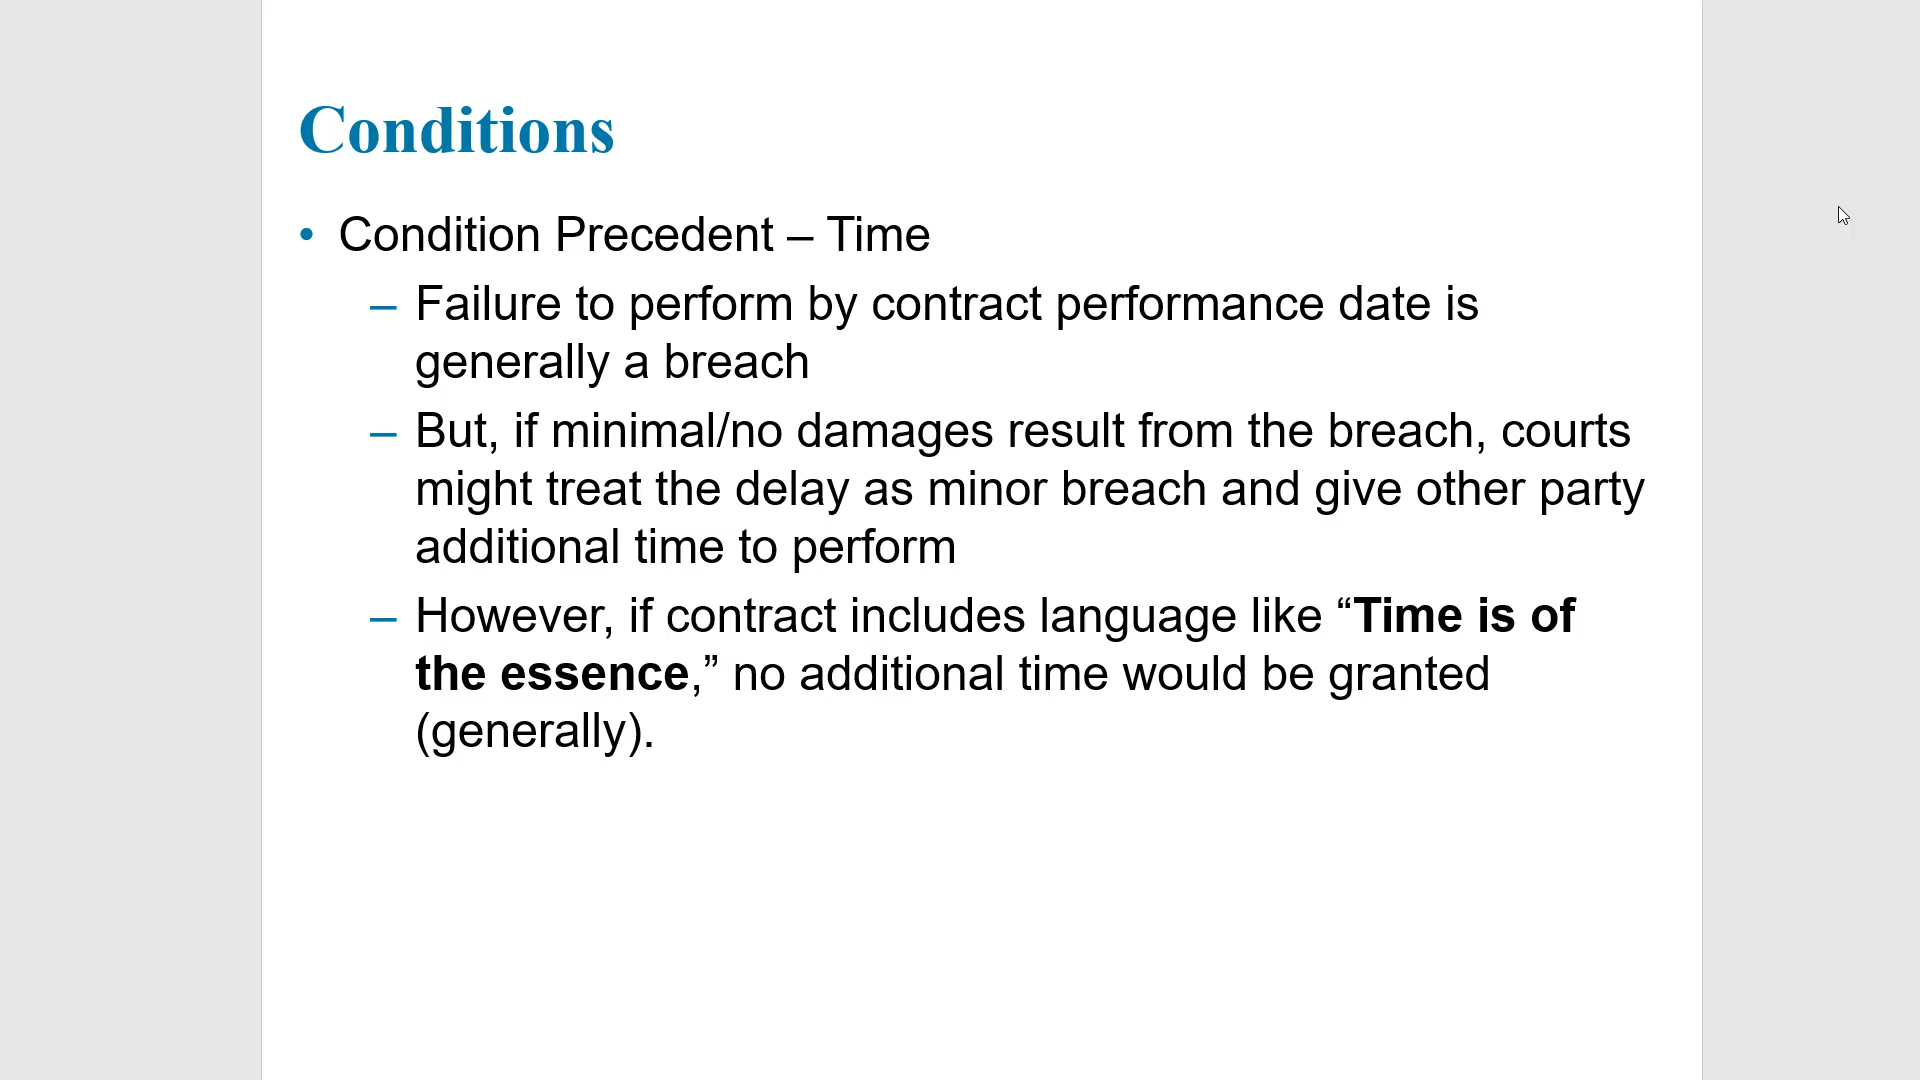 Conditions
• Condition Precedent – Time
– Failure to perform by contract performance date is
generally a breach
– But, if minimal/no damages result from the breach, courts
might treat the delay as minor breach and give other party
additional time to perform
– However, if contract includes language like “Time is of
the essence,” no additional time would be granted
(generally).